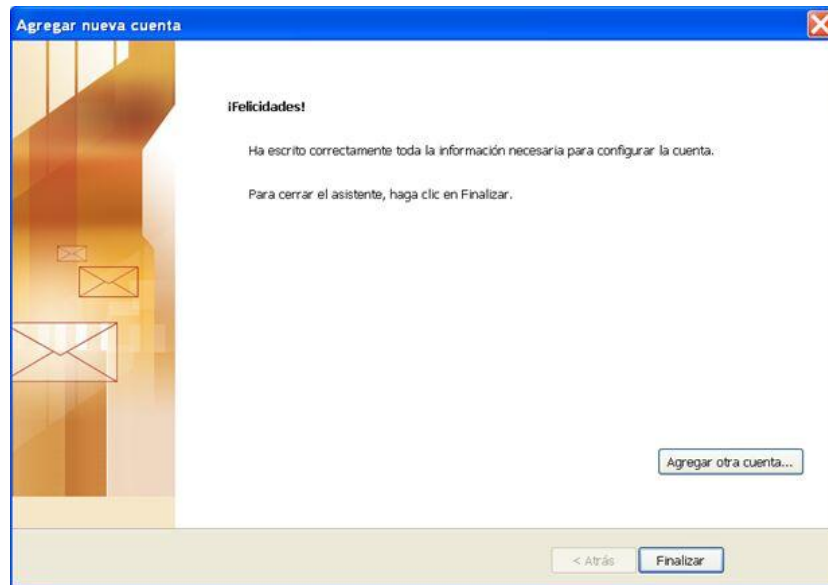 Agregar nueva cuenta
¡Felicidades!
Ha escrito correctamente toda la información necesaria para configurar la cuenta.
Para cerrar el asistente, haga clic en Finalizar.
Agregar otra cuenta...
< Atrás
Finalizar